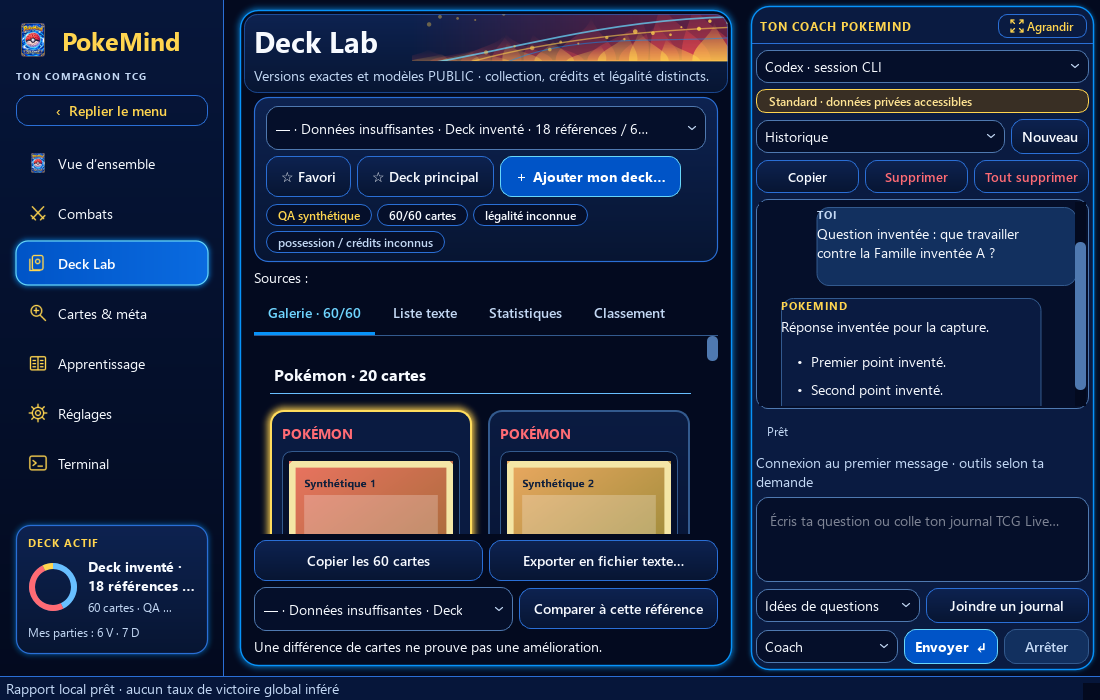 PokeMind
TON COMPAGNON TCG
‹ Replier le menu
Vue d’ensemble
Combats
Deck Lab
Cartes & méta
Apprentissage
Réglages
Terminal
DECK ACTIF
Deck inventé ·
18 références ...
60 cartes · QA ...
Mes parties : 6 V · 7 D
Deck Lab
Versions exactes et modèles PUBLIC · collection, crédits et légalité distincts.
— · Données insuffisantes · Deck inventé · 18 références / 6...
☆ Favori
☆ Deck principal
+ Ajouter mon deck...
QA synthétique
60/60 cartes
légalité inconnue
possession / crédits inconnus
Sources :
Galerie · 60/60
Liste texte
Statistiques
Classement
Pokémon · 20 cartes
POKÉMON
Synthétique 1
POKÉMON
Synthétique 2
Copier les 60 cartes
Exporter en fichier texte...
— · Données insuffisantes · Deck
Comparer à cette référence
Une différence de cartes ne prouve pas une amélioration.
TON COACH POKEMIND
Agrandir
Codex · session CLI
Standard · données privées accessibles
Historique
Nouveau
Copier
Supprimer
Tout supprimer
TOI
Question inventée : que travailler
contre la Famille inventée A ?
POKEMIND
Réponse inventée pour la capture.
• Premier point inventé.
• Second point inventé.
Prêt
Connexion au premier message · outils selon ta
demande
Écris ta question ou colle ton journal TCG Live...
Idées de questions
Joindre un journal
Coach
Envoyer ↲
Arrêter
Rapport local prêt · aucun taux de victoire global inféré